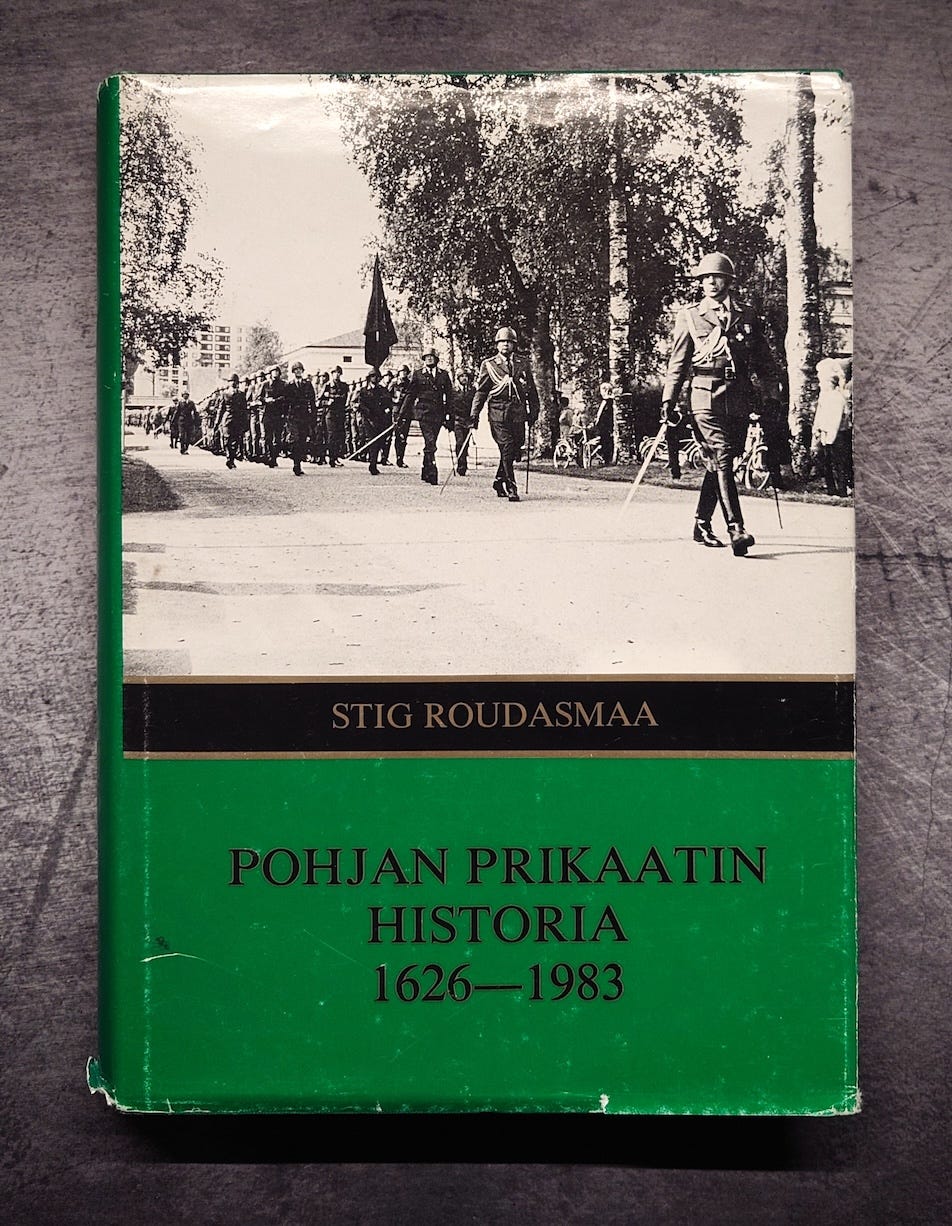 STIG ROUDASMAA
POHJAN PRIKAATIN
HISTORIA
1626—1983